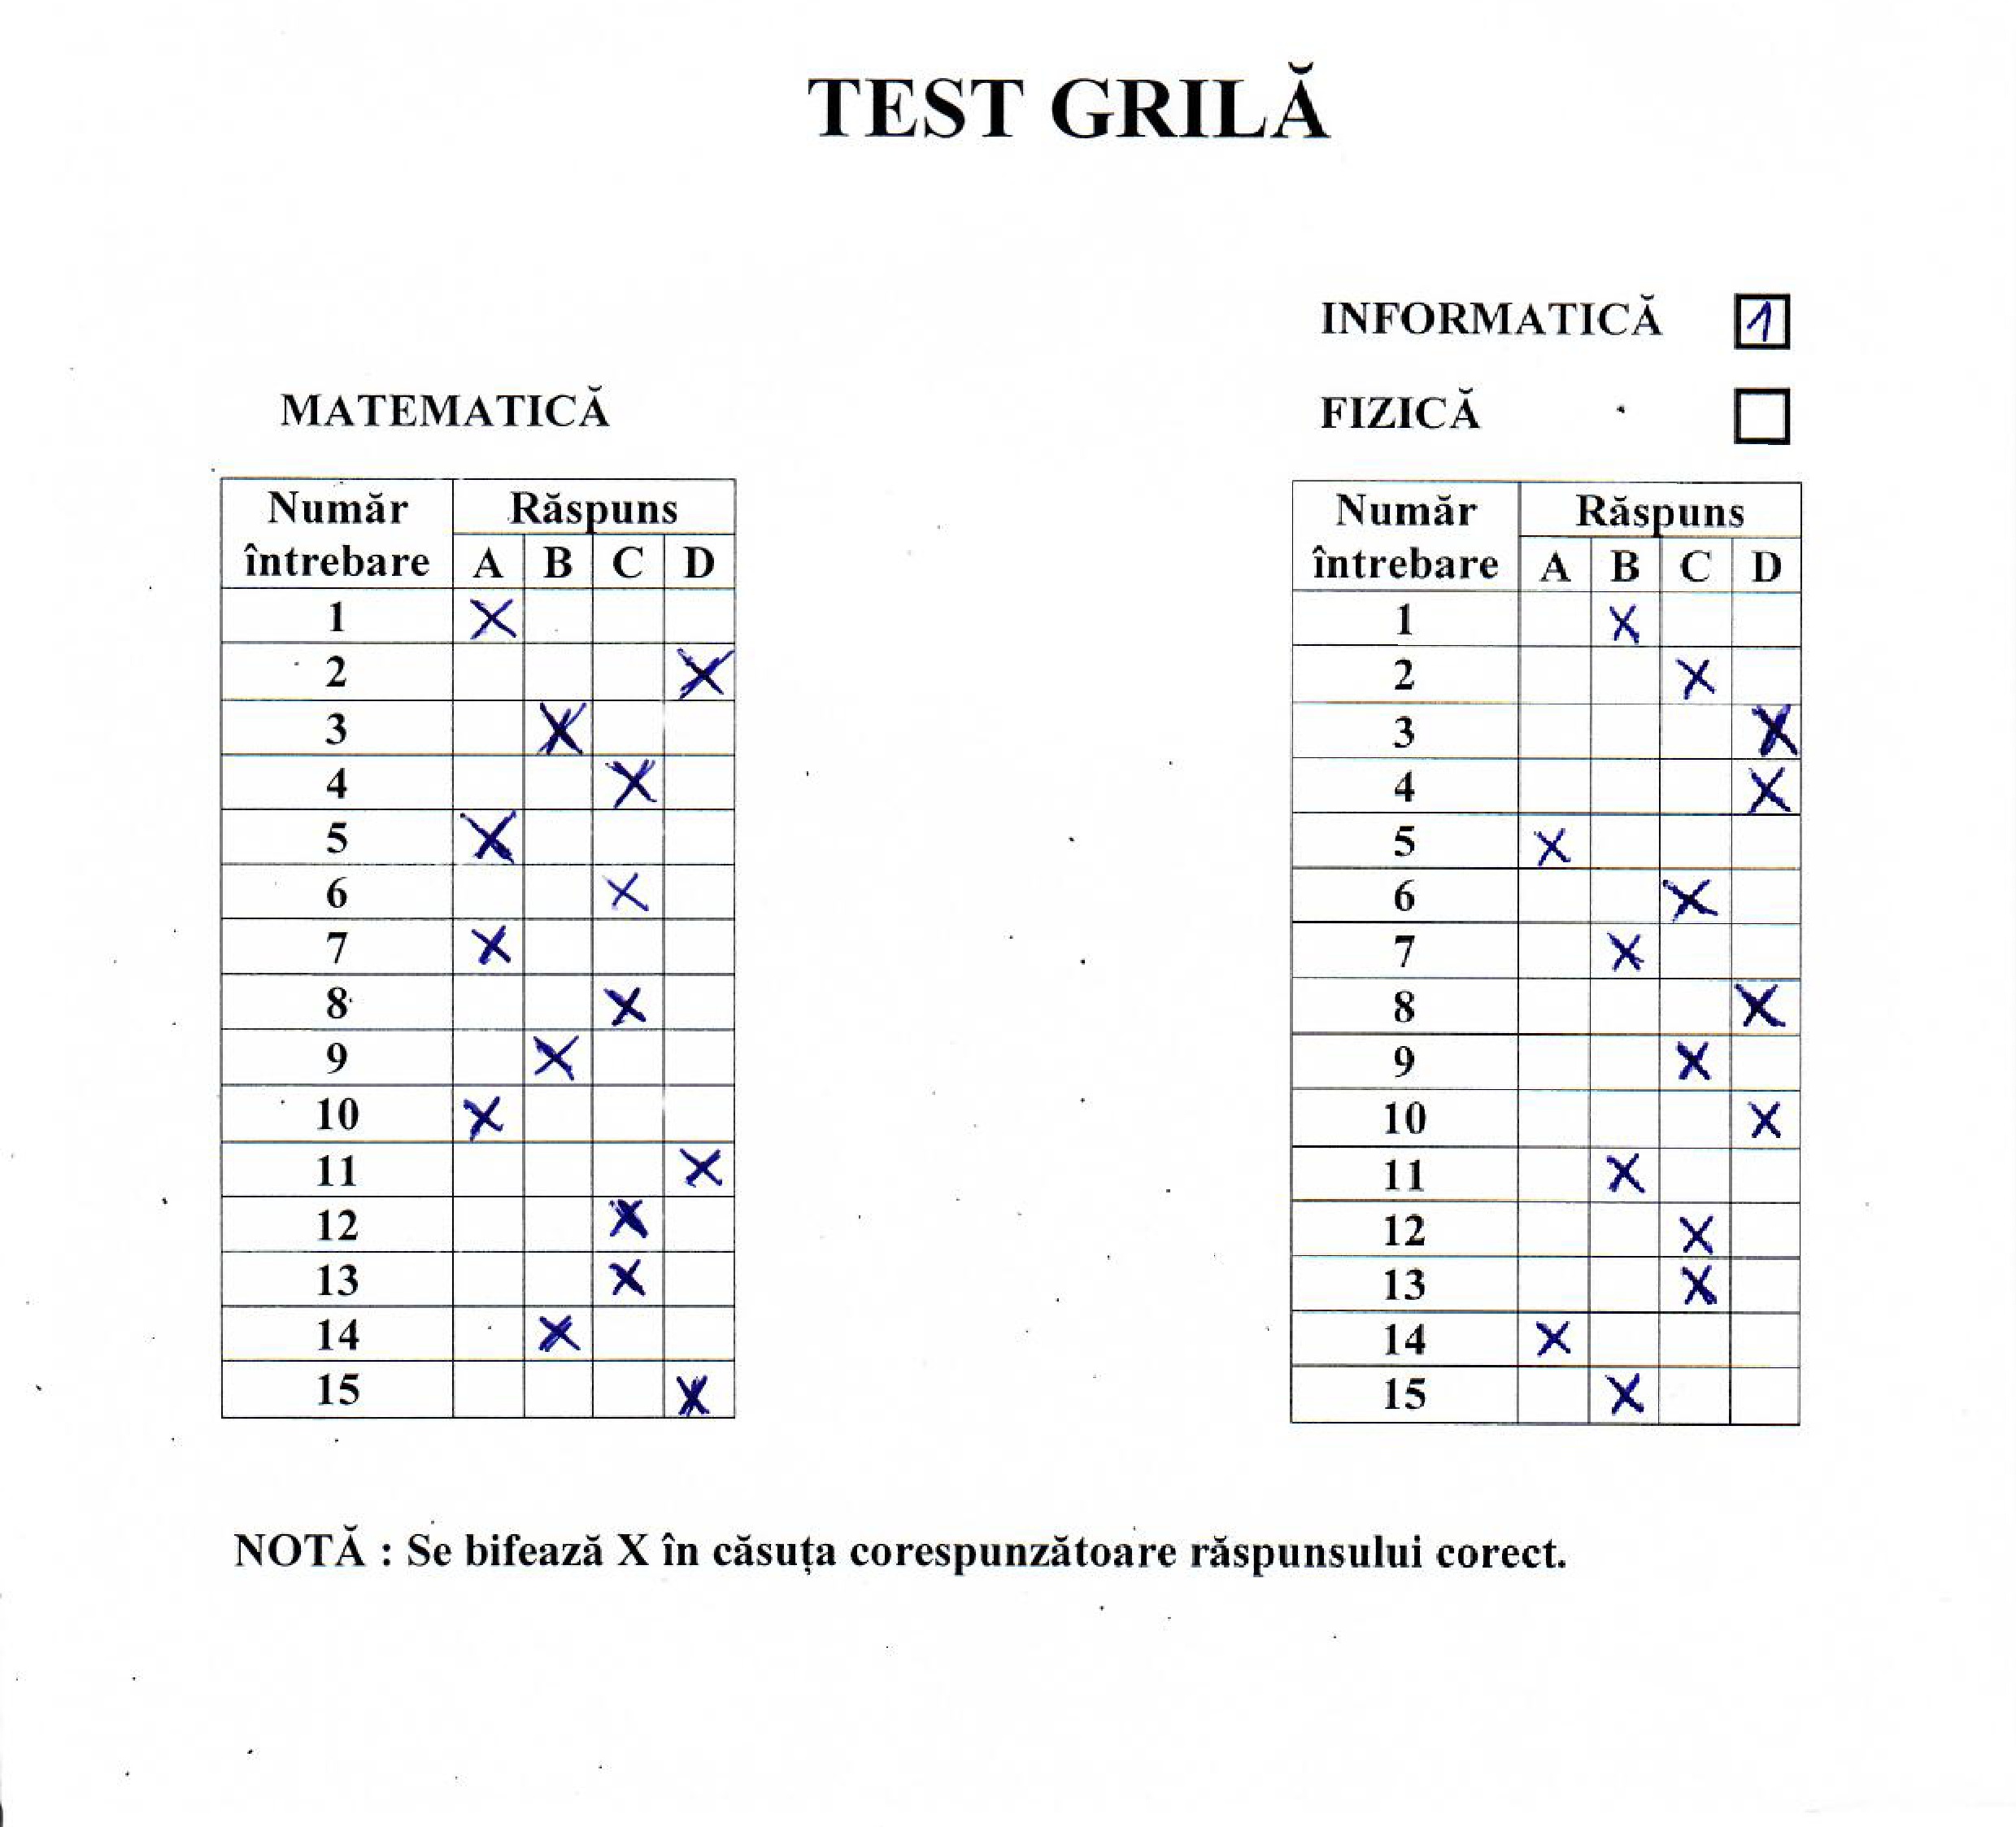 TEST GRILĂ
INFORMATICĂ 1
FIZICĂ
MATEMATICĂ
Număr întrebare Răspuns
A B C D
1 X
2 X
3 X
4 X
5 X
6 X
7 X
8 X
9 X
10 X
11 X
12 X
13 X
14 X
15 X
Număr întrebare Răspuns
A B C D
1 X
2 X
3 X
4 X
5 X
6 X
7 X
8 X
9 X
10 X
11 X
12 X
13 X
14 X
15 X
NOTĂ : Se bifează X în căsuța corespunzătoare răspunsului corect.